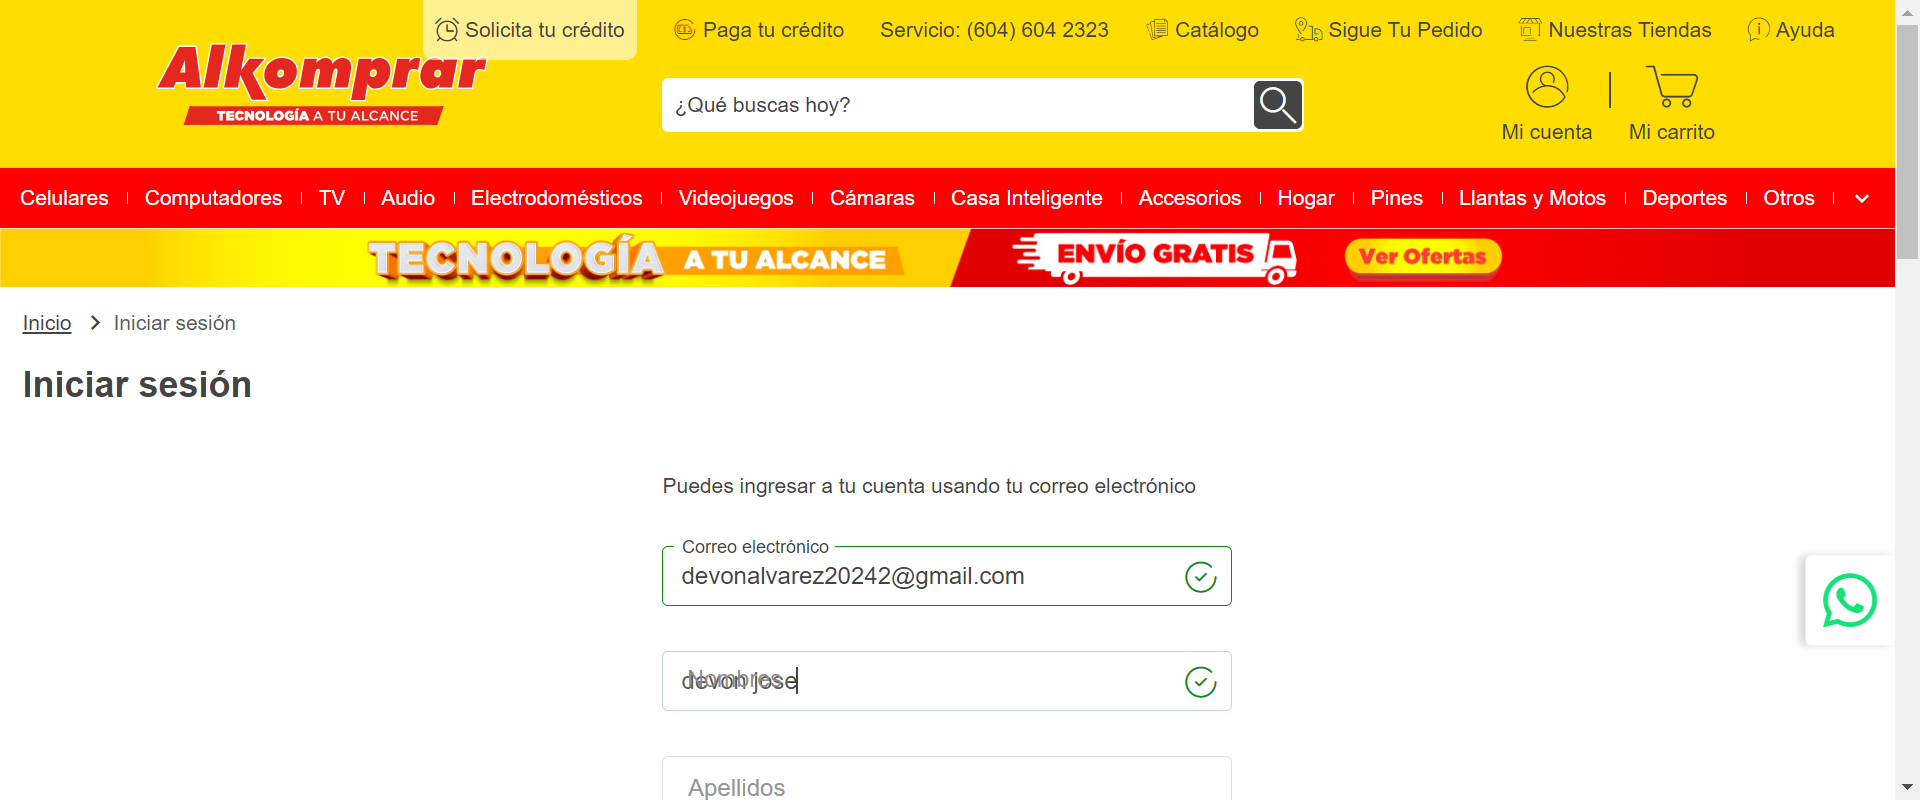 Solicita tu crédito
Paga tu crédito
Servicio: (604) 604 2323
Catálogo
Sigue Tu Pedido
Nuestras Tiendas
Ayuda
Alkomprar
TECNOLOGÍA A TU ALCANCE
¿Qué buscas hoy?
Mi cuenta
Mi carrito
Celulares
Computadores
TV
Audio
Electrodomésticos
Videojuegos
Cámaras
Casa Inteligente
Accesorios
Hogar
Pines
Llantas y Motos
Deportes
Otros
TECNOLOGÍA A TU ALCANCE
ENVÍO GRATIS
Ver Ofertas
Inicio > Iniciar sesión
Iniciar sesión
Puedes ingresar a tu cuenta usando tu correo electrónico
Correo electrónico
devonalvarez20242@gmail.com
Nombres
devon jose
Apellidos